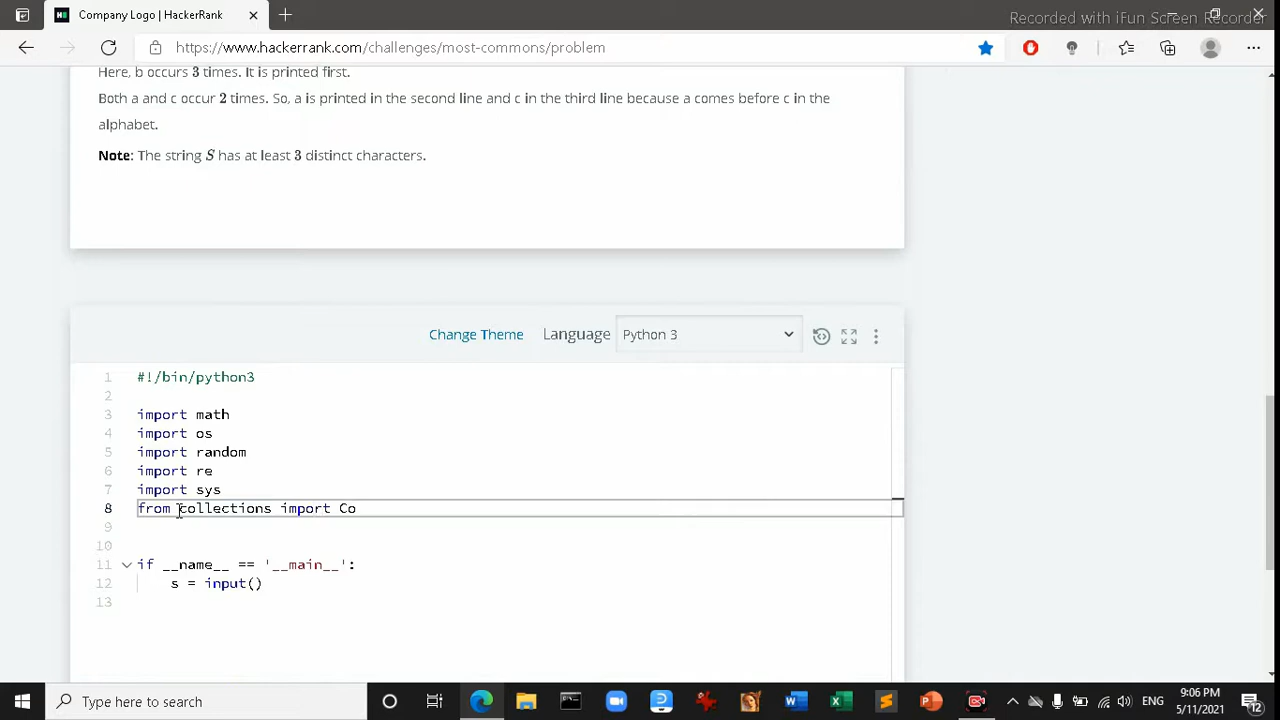 Company Logo | HackerRank
Recorded with iFun Screen Recorder
https://www.hackerrank.com/challenges/most-commons/problem
Here, b occurs 3 times. It is printed first.
Both a and c occur 2 times. So, a is printed in the second line and c in the third line because a comes before c in the
alphabet.
Note: The string S has at least 3 distinct characters.
Change Theme Language Python 3
1 #!/bin/python3
2
3 import math
4 import os
5 import random
6 import re
7 import sys
8 from collections import Co
9
10
11 if __name__ == '__main__':
12 s = input()
13
Type here to search
ENG
9:06 PM
5/11/2021
12